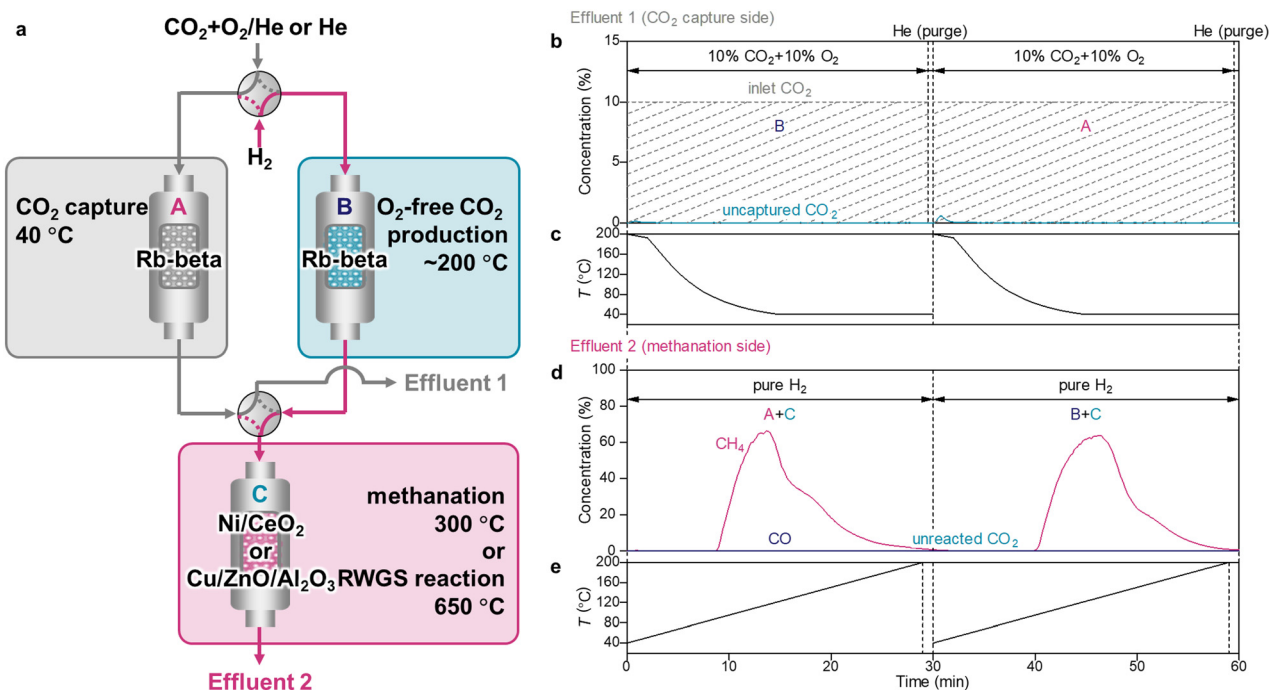 a
CO₂+O₂/He or He
H₂
CO₂ capture
40 °C
A
Rb-beta
B
Rb-beta
O₂-free CO₂
production
~200 °C
Effluent 1
C
Ni/CeO₂
or
Cu/ZnO/Al₂O₃
methanation
300 °C
or
RWGS reaction
650 °C
Effluent 2
Effluent 1 (CO₂ capture side)
b
He (purge)
He (purge)
15
10
5
0
Concentration (%)
10% CO₂+10% O₂
10% CO₂+10% O₂
inlet CO₂
B
A
uncaptured CO₂
c
200
160
120
80
40
T (°C)
Effluent 2 (methanation side)
d
100
80
60
40
20
0
Concentration (%)
pure H₂
pure H₂
A+C
B+C
CH₄
CO
unreacted CO₂
e
200
160
120
80
40
T (°C)
0
10
20
30
40
50
60
Time (min)